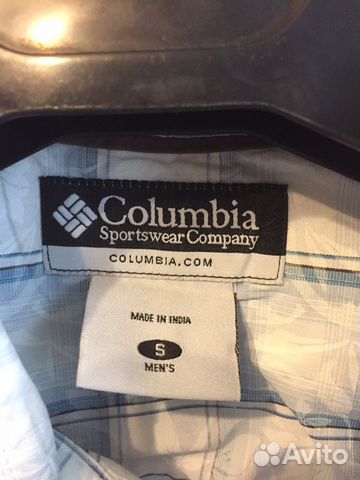 Columbia
Sportswear Company
COLUMBIA.COM
MADE IN INDIA
S
MEN'S
Avito